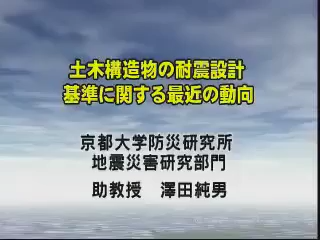 土木構造物の耐震設計
基準に関する最近の動向
京都大学防災研究所
地震災害研究部門
助教授　澤田純男